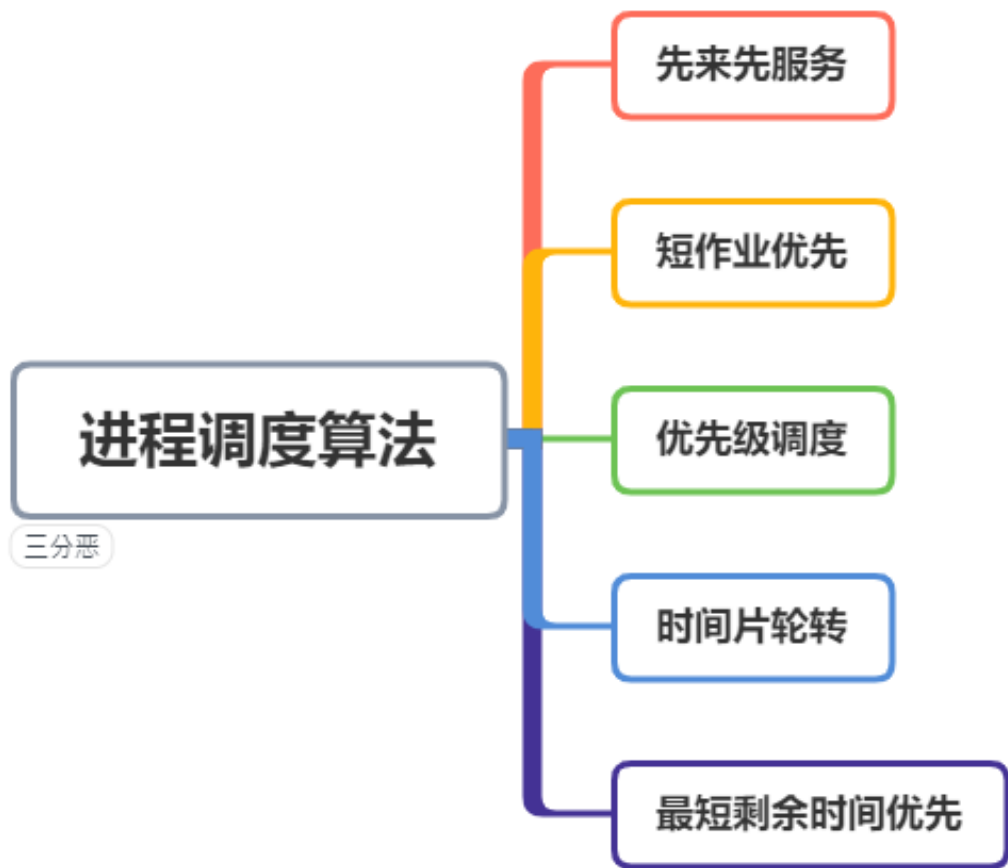 先来先服务
短作业优先
进程调度算法
优先级调度
三分恶
时间片轮转
最短剩余时间优先